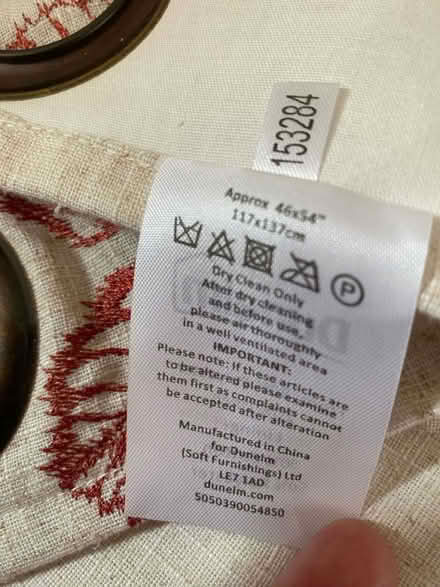 153284
Approx 46x54"
117x137cm
P
Dry Clean Only
After dry cleaning
and before use,
please air thoroughly
in a well ventilated area
IMPORTANT:
Please note: If these articles are
to be altered please examine
them first as complaints cannot
be accepted after alteration
Manufactured in China
for Dunelm
(Soft Furnishings) Ltd
LE7 1AD
dunelm.com
5050390054850